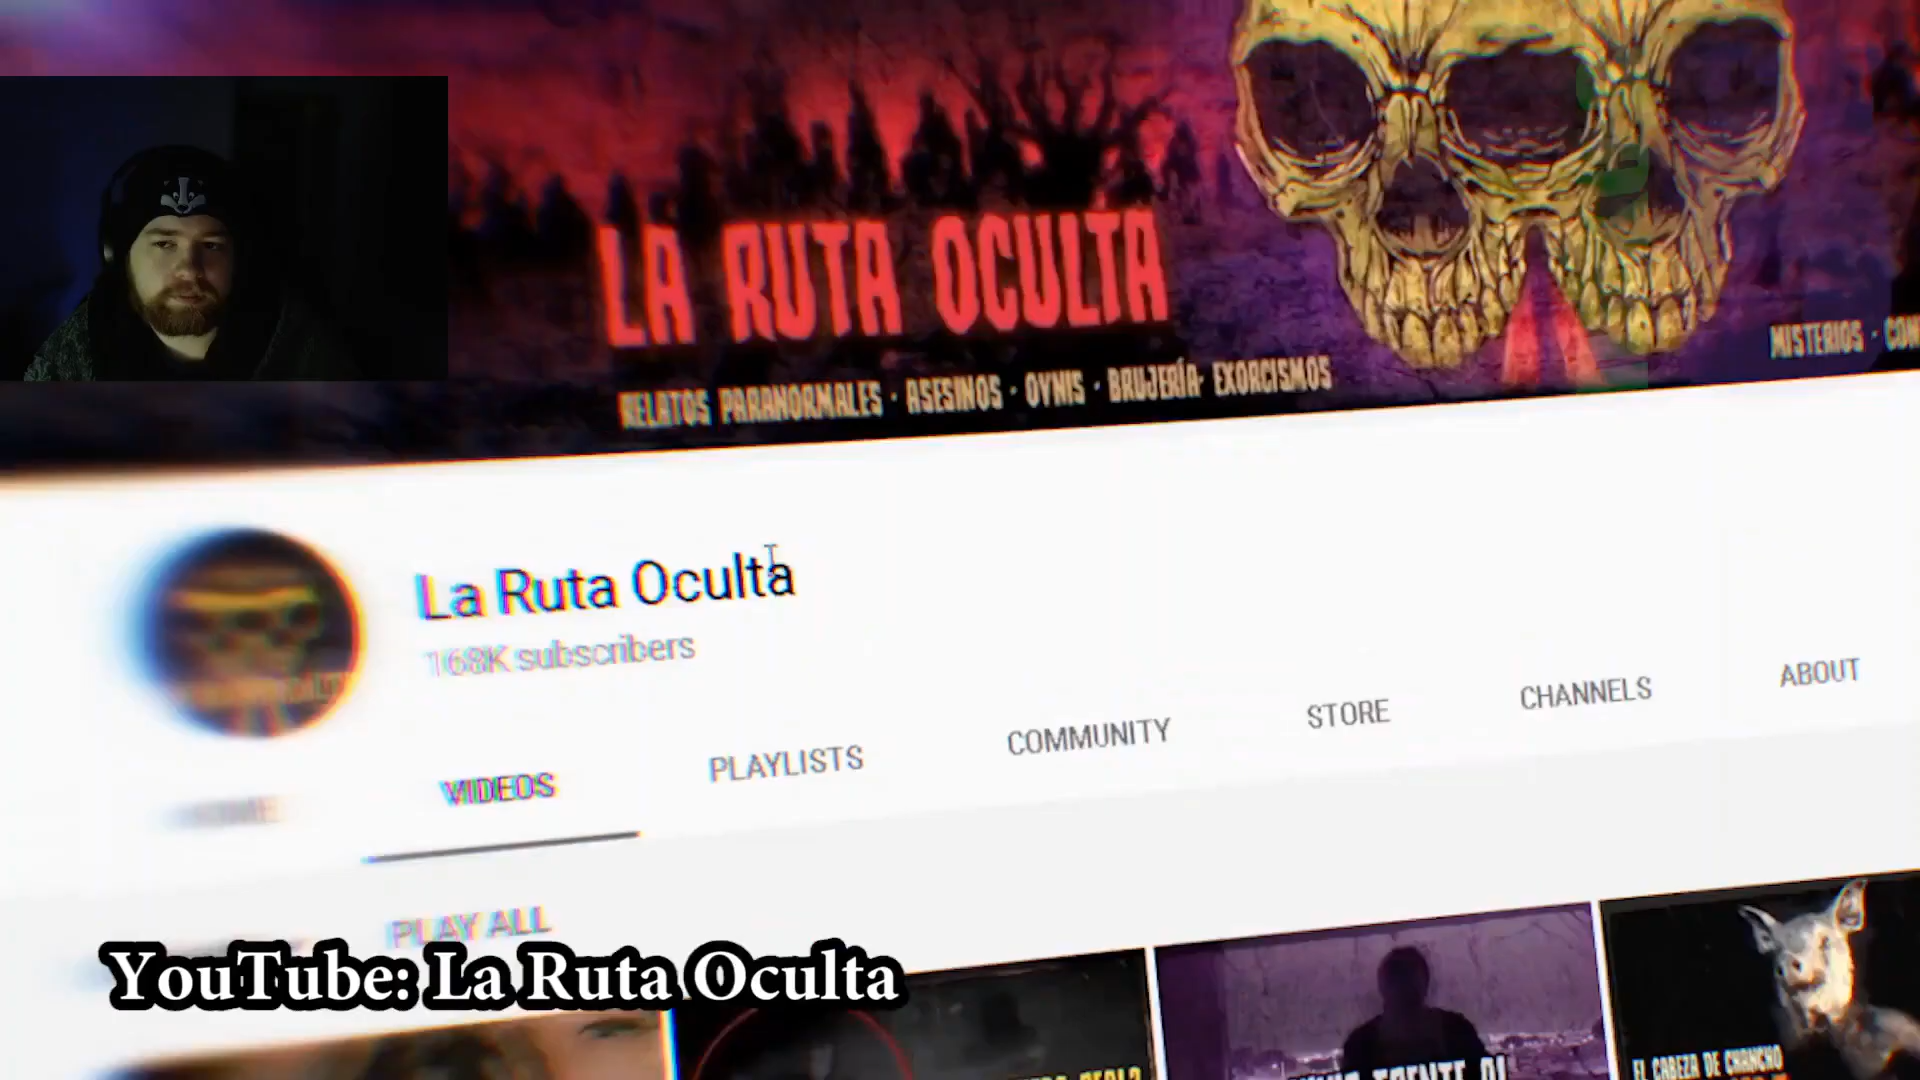 LA RUTA OCULTA
RELATOS PARANORMALES · ASESINOS · OVNIS · BRUJERÍA· EXORCISMOS
MISTERIOS ·
La Ruta Oculta
168K subscribers
HOME
VIDEOS
PLAYLISTS
COMMUNITY
STORE
CHANNELS
ABOUT
PLAY ALL
YouTube: La Ruta Oculta
EL CABEZA DE CHANCHO